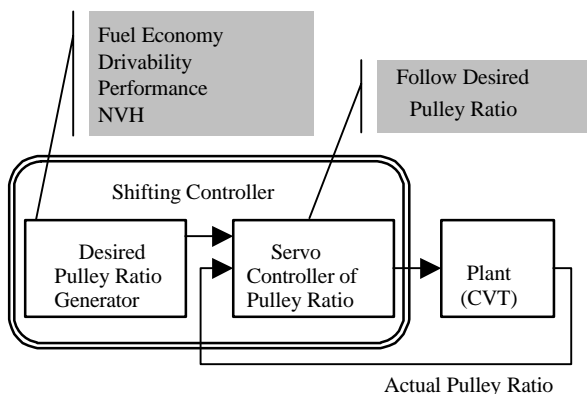 Fuel Economy
Drivability
Performance
NVH
Follow Desired
Pulley Ratio
Shifting Controller
Desired
Pulley Ratio
Generator
Servo
Controller of
Pulley Ratio
Plant
(CVT)
Actual Pulley Ratio